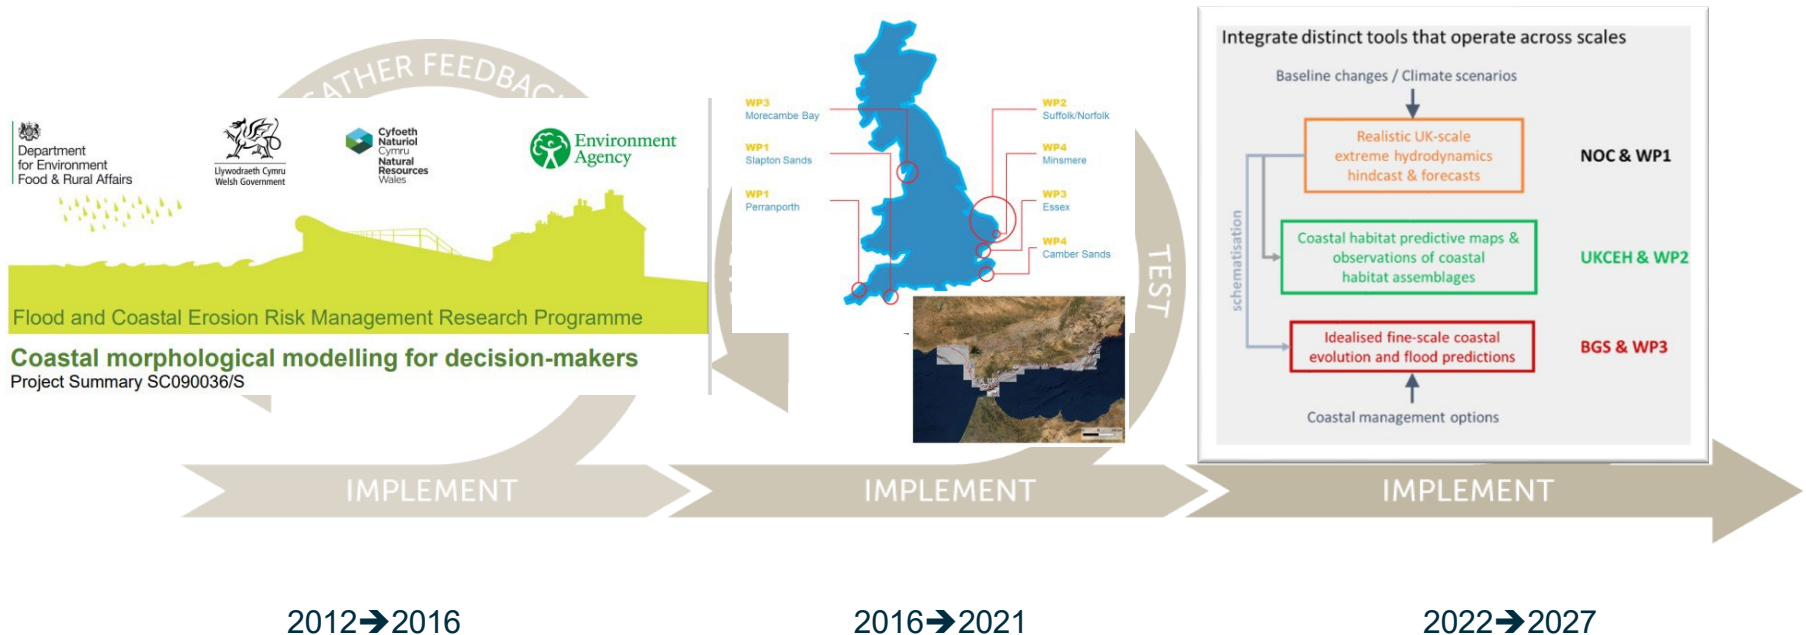 GATHER FEEDBACK
Department
for Environment
Food & Rural Affairs
Llywodraeth Cymru
Welsh Government
Cyfoeth
Naturiol
Cymru
Natural
Resources
Wales
Environment
Agency
Flood and Coastal Erosion Risk Management Research Programme
Coastal morphological modelling for decision-makers
Project Summary SC090036/S
WP3
Morecambe Bay
WP1
Slapton Sands
WP1
Perranporth
WP2
Suffolk/Norfolk
WP4
Minsmere
WP3
Essex
WP4
Camber Sands
TEST
Integrate distinct tools that operate across scales
Baseline changes / Climate scenarios
Realistic UK-scale
extreme hydrodynamics
hindcast & forecasts
NOC & WP1
schematisation
Coastal habitat predictive maps &
observations of coastal
habitat assemblages
UKCEH & WP2
Idealised fine-scale coastal
evolution and flood predictions
BGS & WP3
Coastal management options
IMPLEMENT
IMPLEMENT
IMPLEMENT
2012➔2016
2016➔2021
2022➔2027